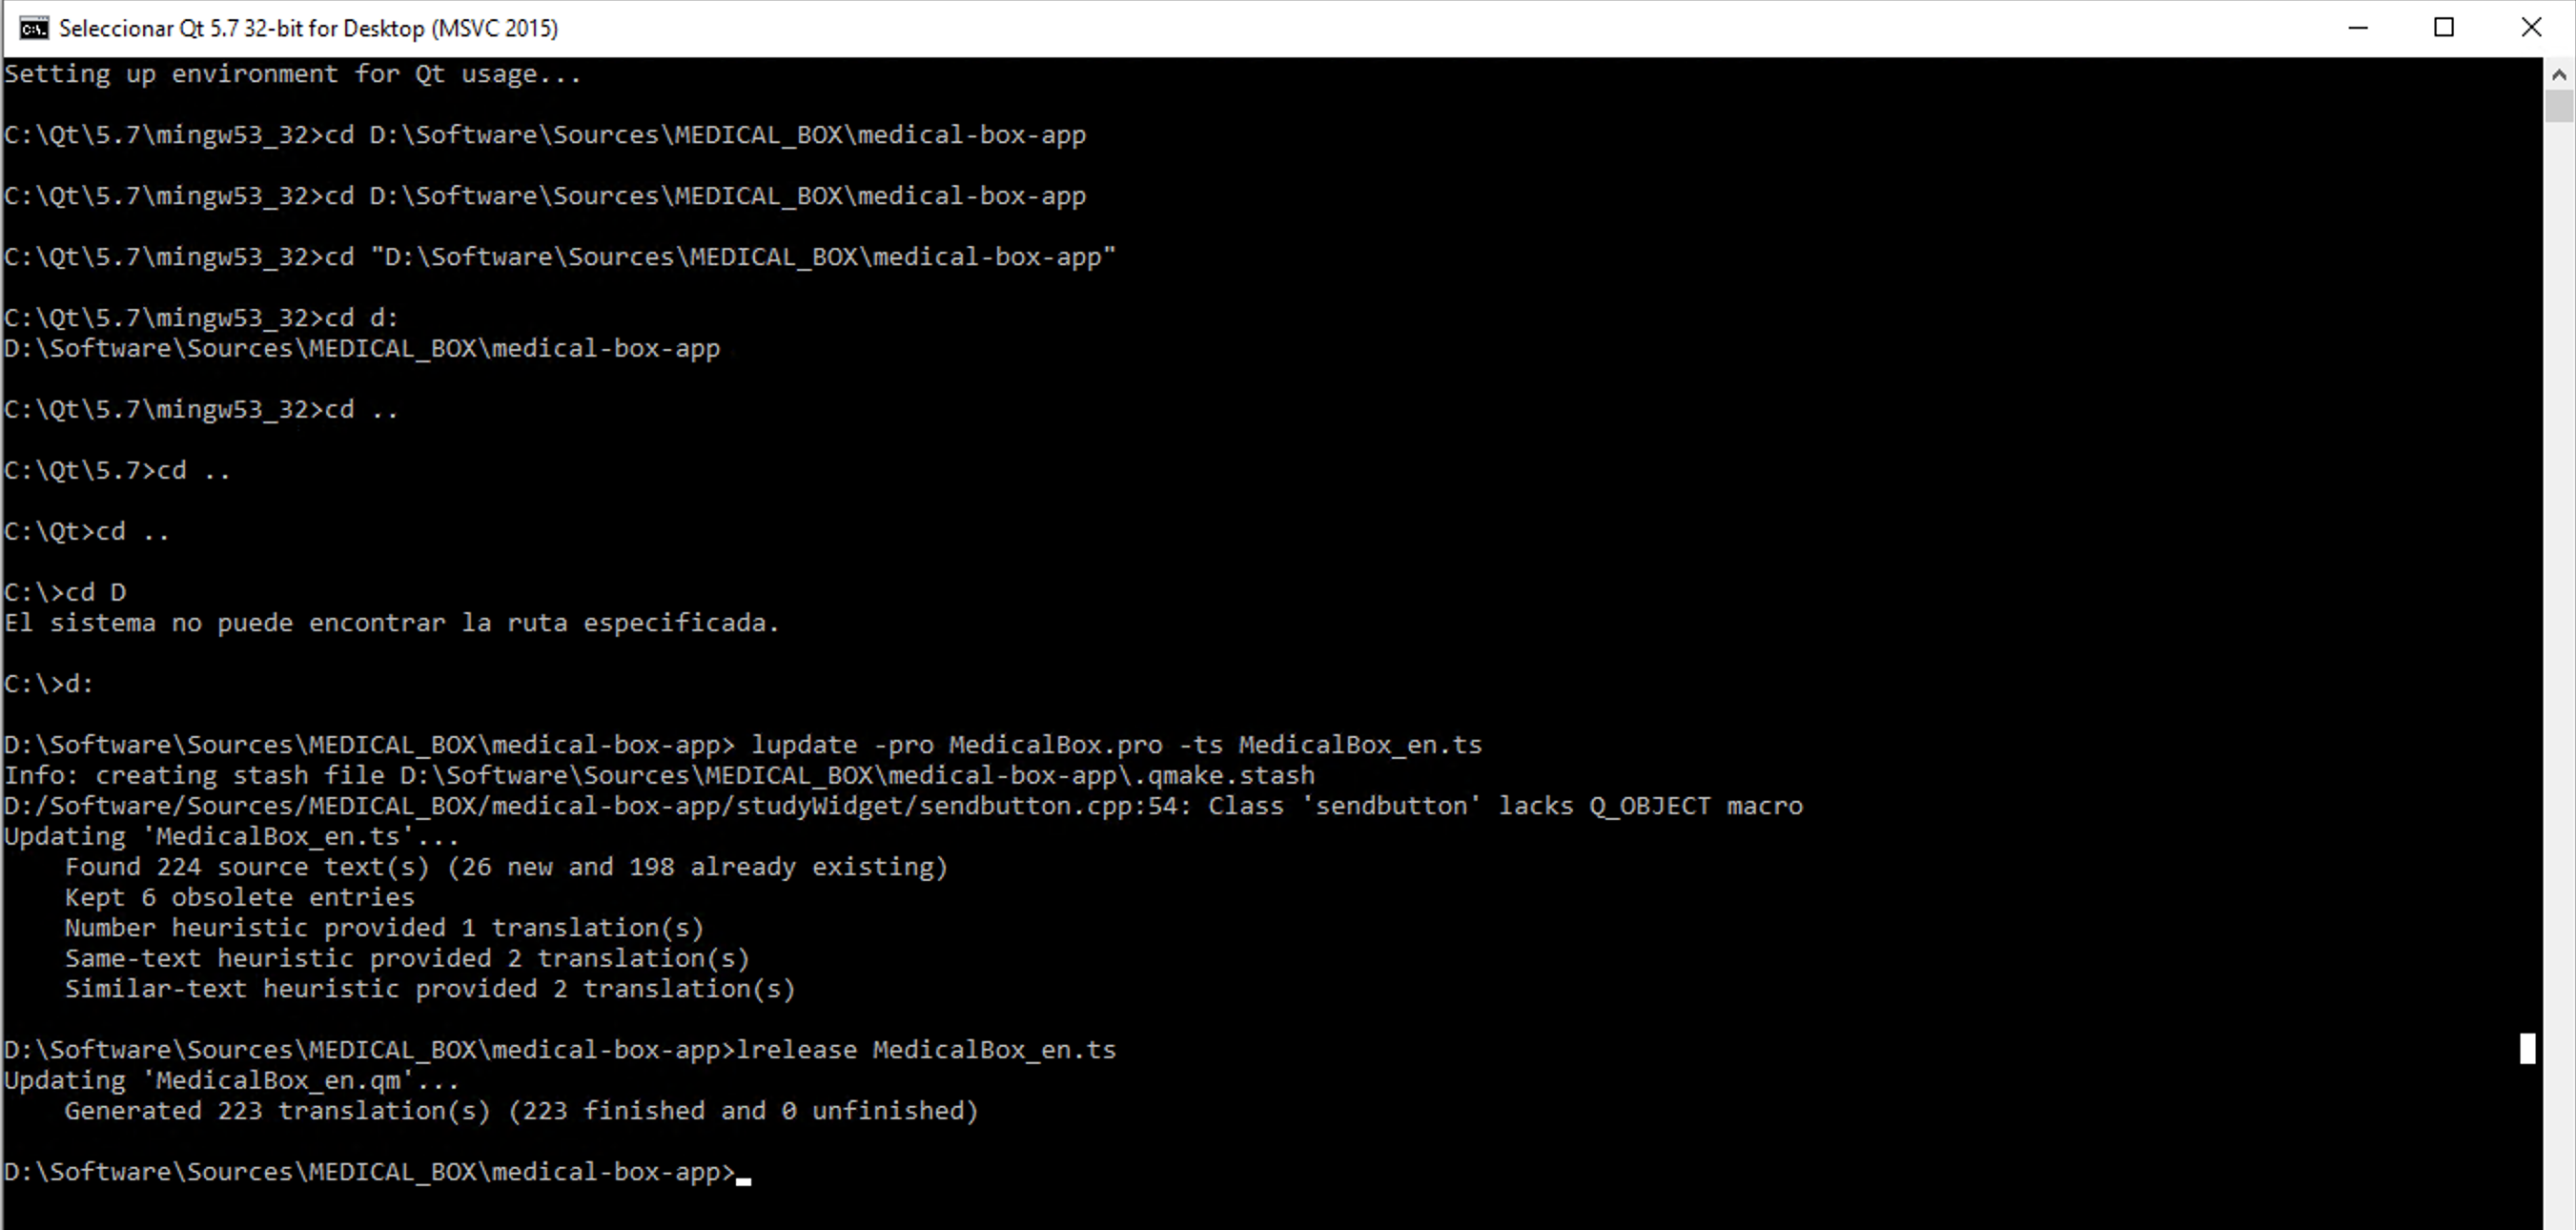 Seleccionar Qt 5.7 32-bit for Desktop (MSVC 2015)
Setting up environment for Qt usage...
C:\Qt\5.7\mingw53_32>cd D:\Software\Sources\MEDICAL_BOX\medical-box-app
C:\Qt\5.7\mingw53_32>cd D:\Software\Sources\MEDICAL_BOX\medical-box-app
C:\Qt\5.7\mingw53_32>cd "D:\Software\Sources\MEDICAL_BOX\medical-box-app"
C:\Qt\5.7\mingw53_32>cd d:
D:\Software\Sources\MEDICAL_BOX\medical-box-app
C:\Qt\5.7\mingw53_32>cd ..
C:\Qt\5.7>cd ..
C:\Qt>cd ..
C:\>cd D
El sistema no puede encontrar la ruta especificada.
C:\>d:
D:\Software\Sources\MEDICAL_BOX\medical-box-app> lupdate -pro MedicalBox.pro -ts MedicalBox_en.ts
Info: creating stash file D:\Software\Sources\MEDICAL_BOX\medical-box-app\.qmake.stash
D:/Software/Sources/MEDICAL_BOX/medical-box-app/studyWidget/sendbutton.cpp:54: Class 'sendbutton' lacks Q_OBJECT macro
Updating 'MedicalBox_en.ts'...
    Found 224 source text(s) (26 new and 198 already existing)
    Kept 6 obsolete entries
    Number heuristic provided 1 translation(s)
    Same-text heuristic provided 2 translation(s)
    Similar-text heuristic provided 2 translation(s)
D:\Software\Sources\MEDICAL_BOX\medical-box-app>lrelease MedicalBox_en.ts
Updating 'MedicalBox_en.qm'...
    Generated 223 translation(s) (223 finished and 0 unfinished)
D:\Software\Sources\MEDICAL_BOX\medical-box-app>